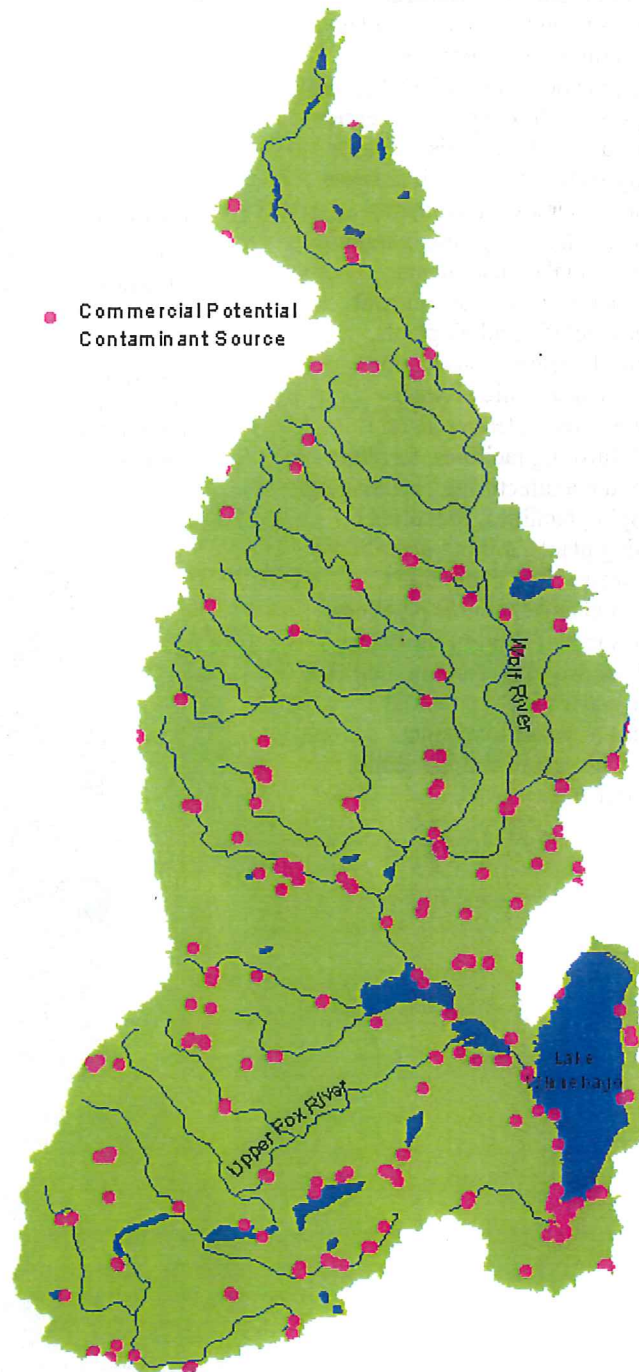 Commercial Potential
Contaminant Source
Wolf River
Lake
Upper Fox River